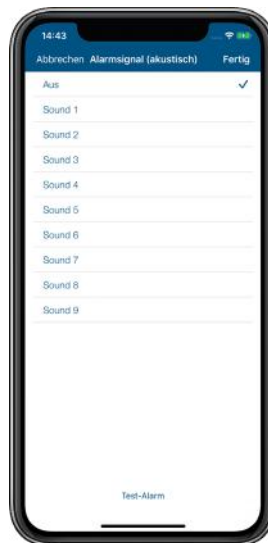 14:43
Abbrechen Alarmsignal (akustisch) Fertig
Aus
Sound 1
Sound 2
Sound 3
Sound 4
Sound 5
Sound 6
Sound 7
Sound 8
Sound 9
Test-Alarm